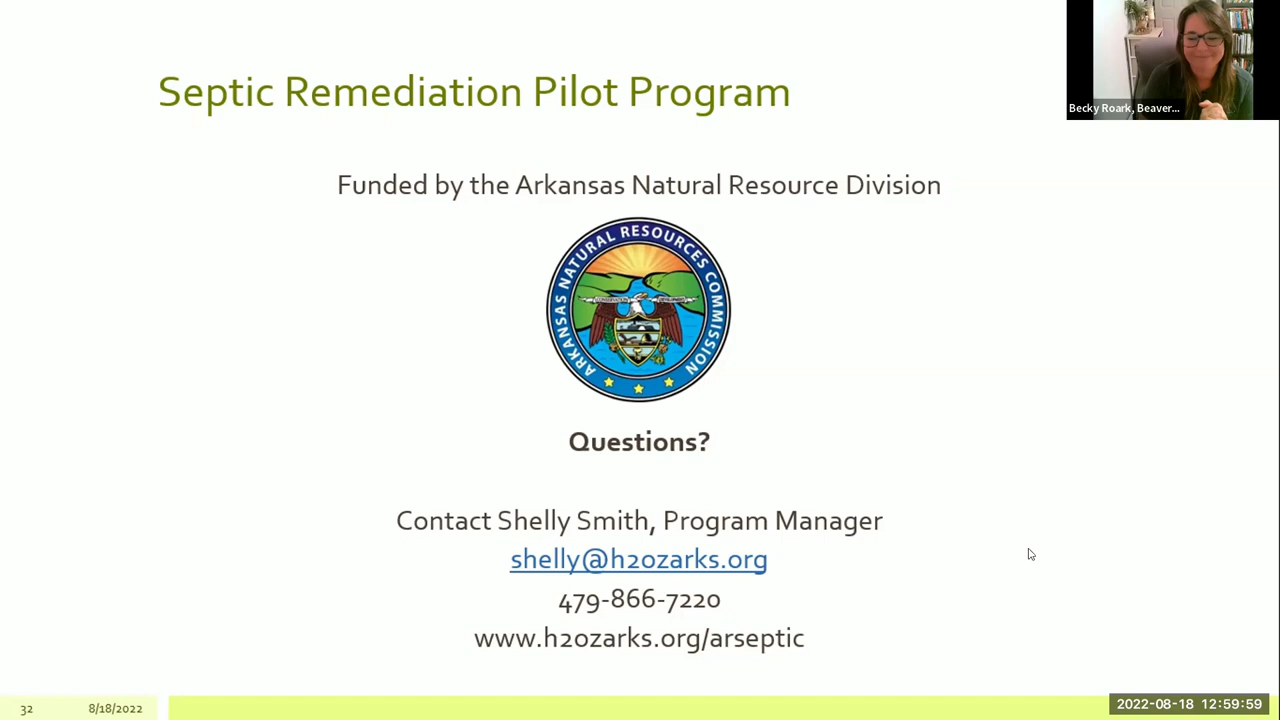 Septic Remediation Pilot Program
Becky Roark, Beaver...
Funded by the Arkansas Natural Resource Division
ARKANSAS NATURAL RESOURCES COMMISSION
Questions?
Contact Shelly Smith, Program Manager
shelly@h2ozarks.org
479-866-7220
www.h2ozarks.org/arseptic
32
8/18/2022
2022-08-18 12:59:59